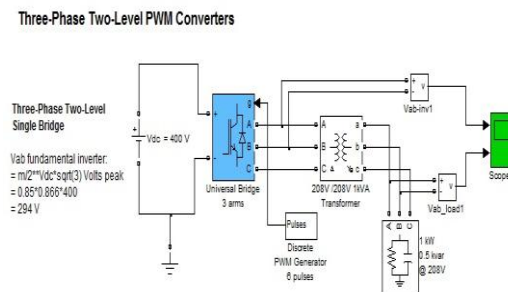 Three-Phase Two-Level PWM Converters
Three-Phase Two-Level
Single Bridge
Vab fundamental inverter:
= m/2*Vdc*sqrt(3) Volts peak
= 0.85*0.866*400
= 294 V
Vdc = 400 V
+
-
g
A
B
C
Universal Bridge
3 arms
A
B
C
a
b
c
208V /208V 1kVA
Transformer
Pulses
Discrete
PWM Generator
6 pulses
+
-
v
Vab-inv1
+
-
v
Vab_load1
Scope
A
B
C
1 kW
0.5 kvar
@ 208V